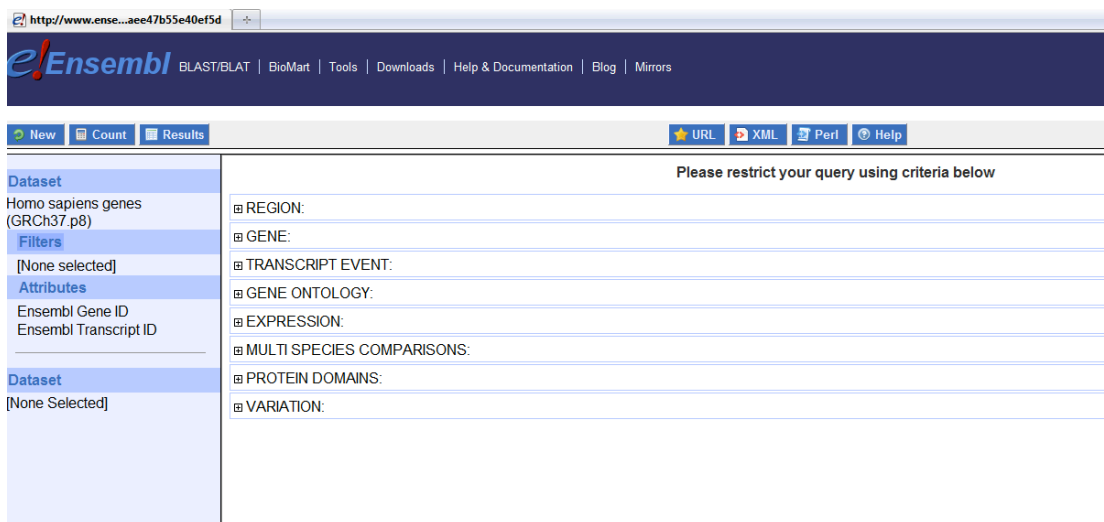 http://www.ense...aee47b55e40ef5d
e!Ensembl BLAST/BLAT | BioMart | Tools | Downloads | Help & Documentation | Blog | Mirrors
New Count Results URL XML Perl Help
Please restrict your query using criteria below
Dataset
Homo sapiens genes
(GRCh37.p8)
Filters
[None selected]
Attributes
Ensembl Gene ID
Ensembl Transcript ID
Dataset
[None Selected]
REGION:
GENE:
TRANSCRIPT EVENT:
GENE ONTOLOGY:
EXPRESSION:
MULTI SPECIES COMPARISONS:
PROTEIN DOMAINS:
VARIATION: